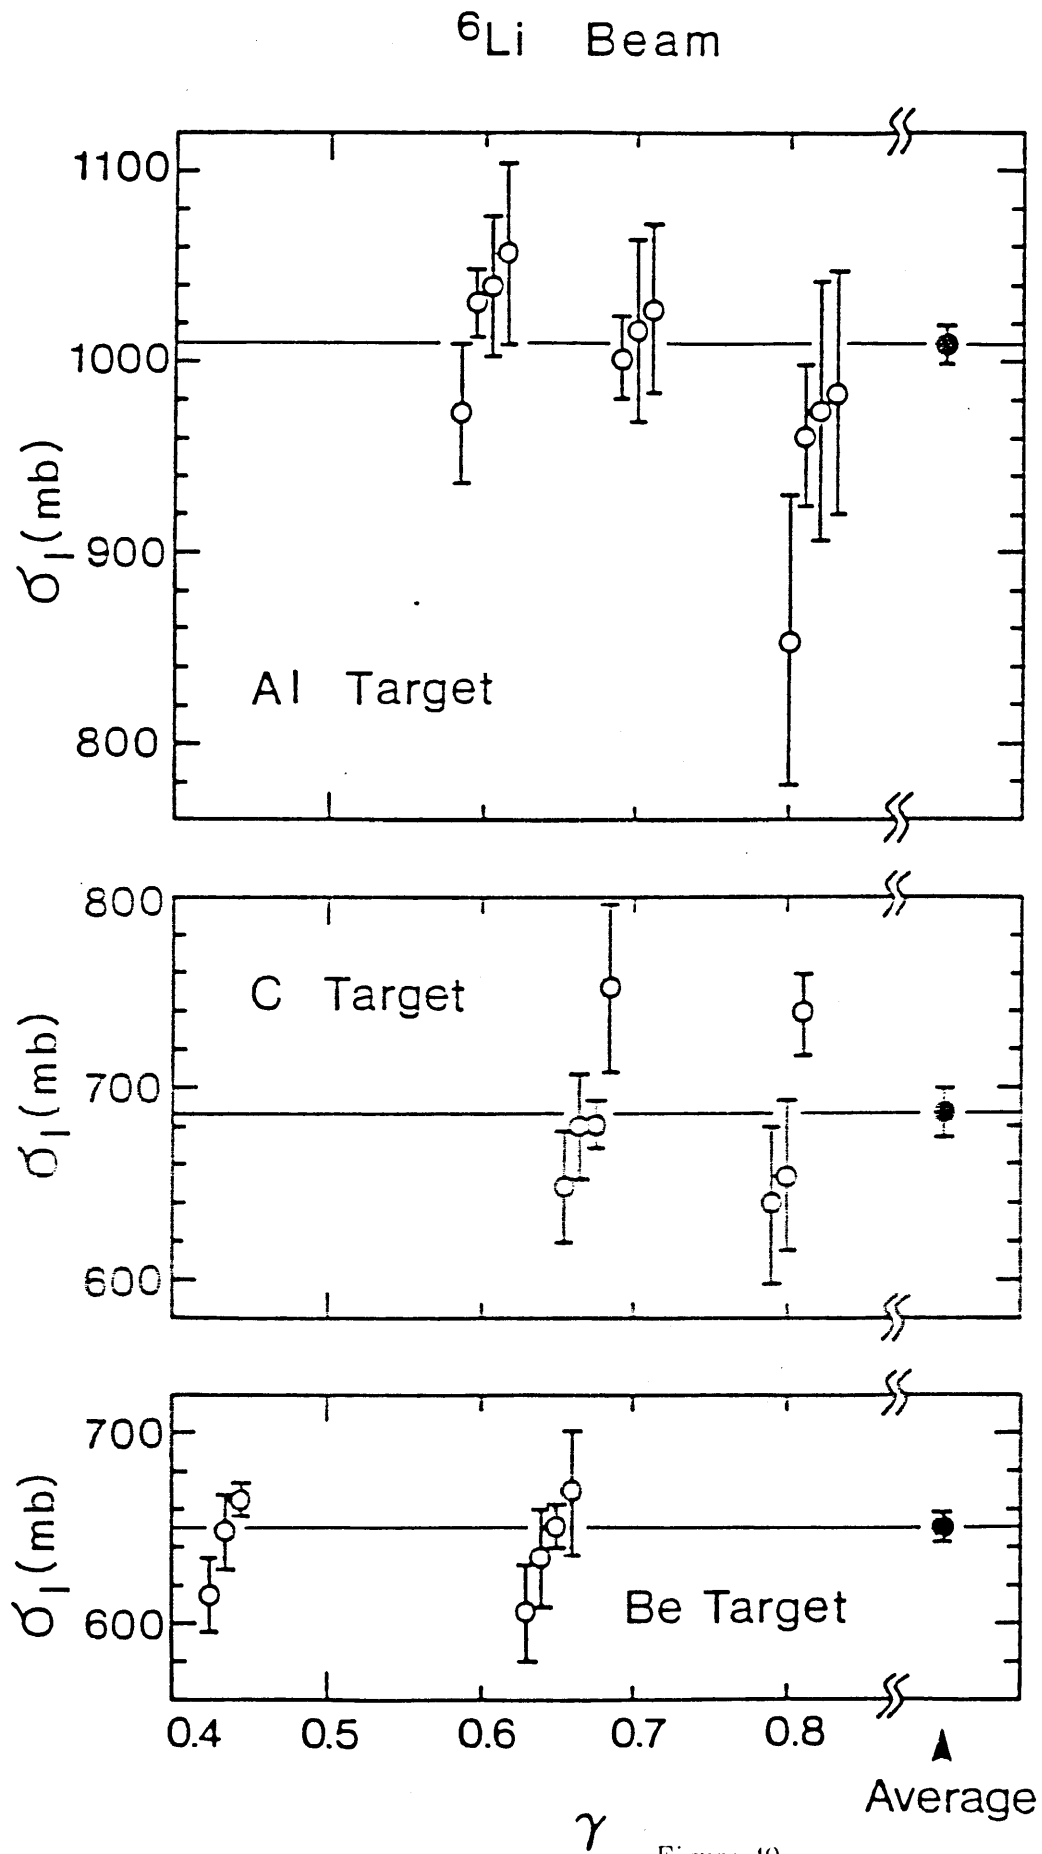 ⁶Li Beam
1100
1000
900
800
σI (mb)
Al Target
800
700
600
σI (mb)
C Target
700
600
σI (mb)
Be Target
0.4 0.5 0.6 0.7 0.8
Average
γ